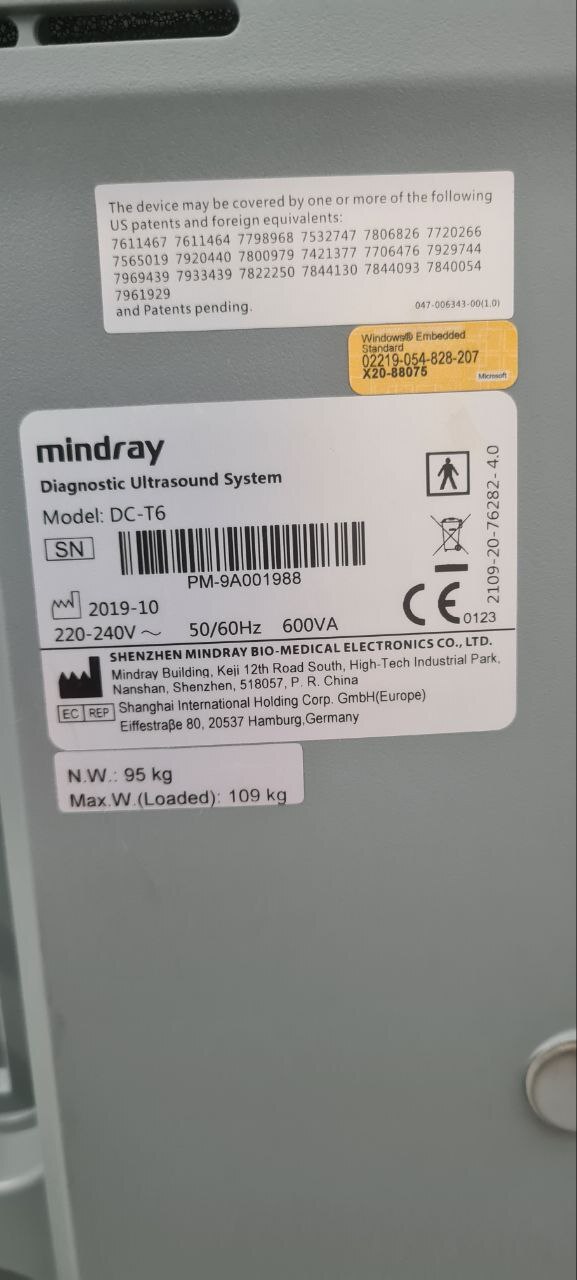 The device may be covered by one or more of the following
US patents and foreign equivalents:
7611467 7611464 7798968 7532747 7806826 7720266
7565019 7920440 7800979 7421377 7706476 7929744
7969439 7933439 7822250 7844130 7844093 7840054
7961929
and Patents pending.
047-006343-00(1.0)
Windows® Embedded
Standard
02219-054-828-207
X20-88075
Microsoft
mindray
Diagnostic Ultrasound System
Model: DC-T6
SN
PM-9A001988
2019-10
220-240V～ 50/60Hz 600VA
CE 0123
2109-20-76282-4.0
SHENZHEN MINDRAY BIO-MEDICAL ELECTRONICS CO., LTD.
Mindray Building, Keji 12th Road South, High-Tech Industrial Park,
Nanshan, Shenzhen, 518057, P. R. China
EC REP Shanghai International Holding Corp. GmbH(Europe)
Eiffestraße 80, 20537 Hamburg,Germany
N.W.: 95 kg
Max.W.(Loaded): 109 kg